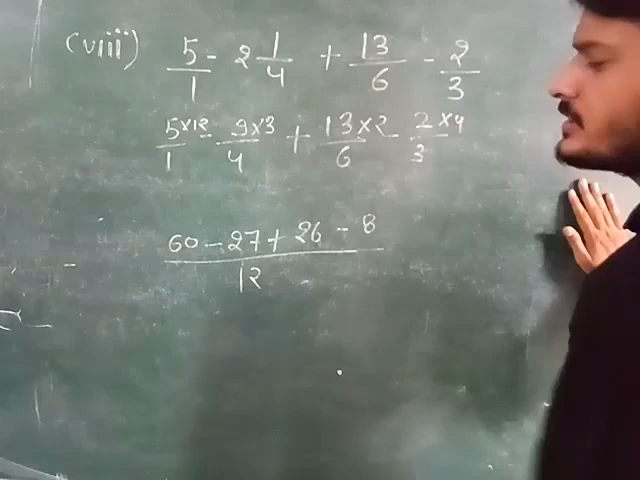 (viii) 5/1 - 2 1/4 + 13/6 - 2/3
5×12/1 - 9×3/4 + 13×2/6 - 2×4/3
60 - 27 + 26 - 8/12